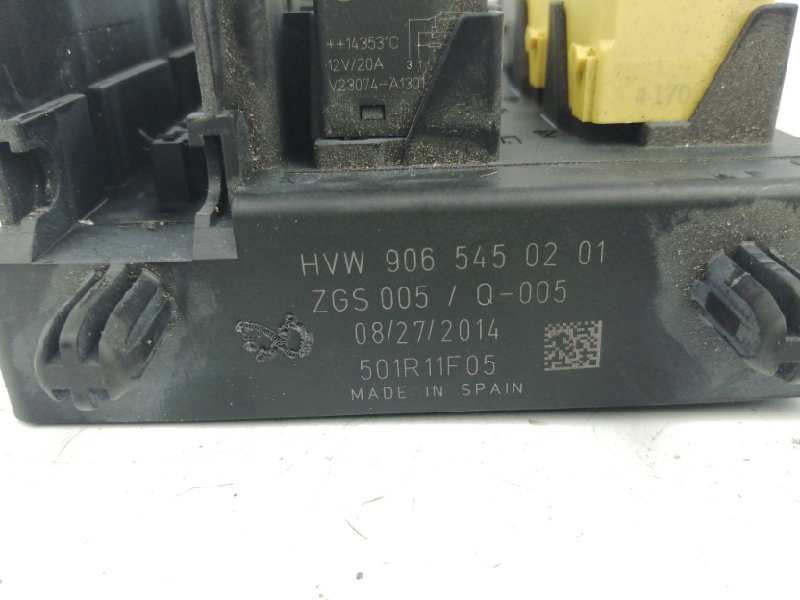 ++14353°C
12V/20A
V23074-A1301
+170
HVW 906 545 02 01
ZGS 005 / Q-005
08/27/2014
501R11F05
MADE IN SPAIN